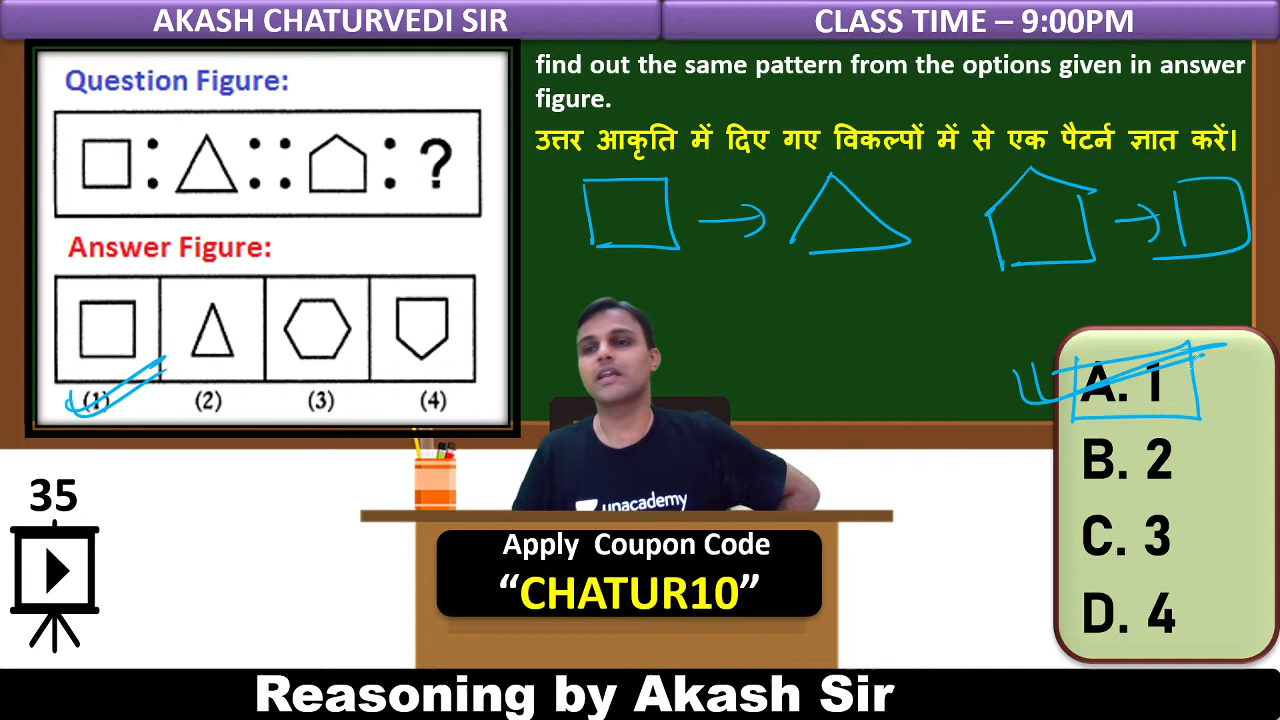 AKASH CHATURVEDI SIR
CLASS TIME – 9:00PM
Question Figure:
: :: : ?
Answer Figure:
(1) (2) (3) (4)
find out the same pattern from the options given in answer
figure.
उत्तर आकृति में दिए गए विकल्पों में से एक पैटर्न ज्ञात करें।
A. 1
B. 2
C. 3
D. 4
35
unacademy
Apply Coupon Code
“CHATUR10”
Reasoning by Akash Sir